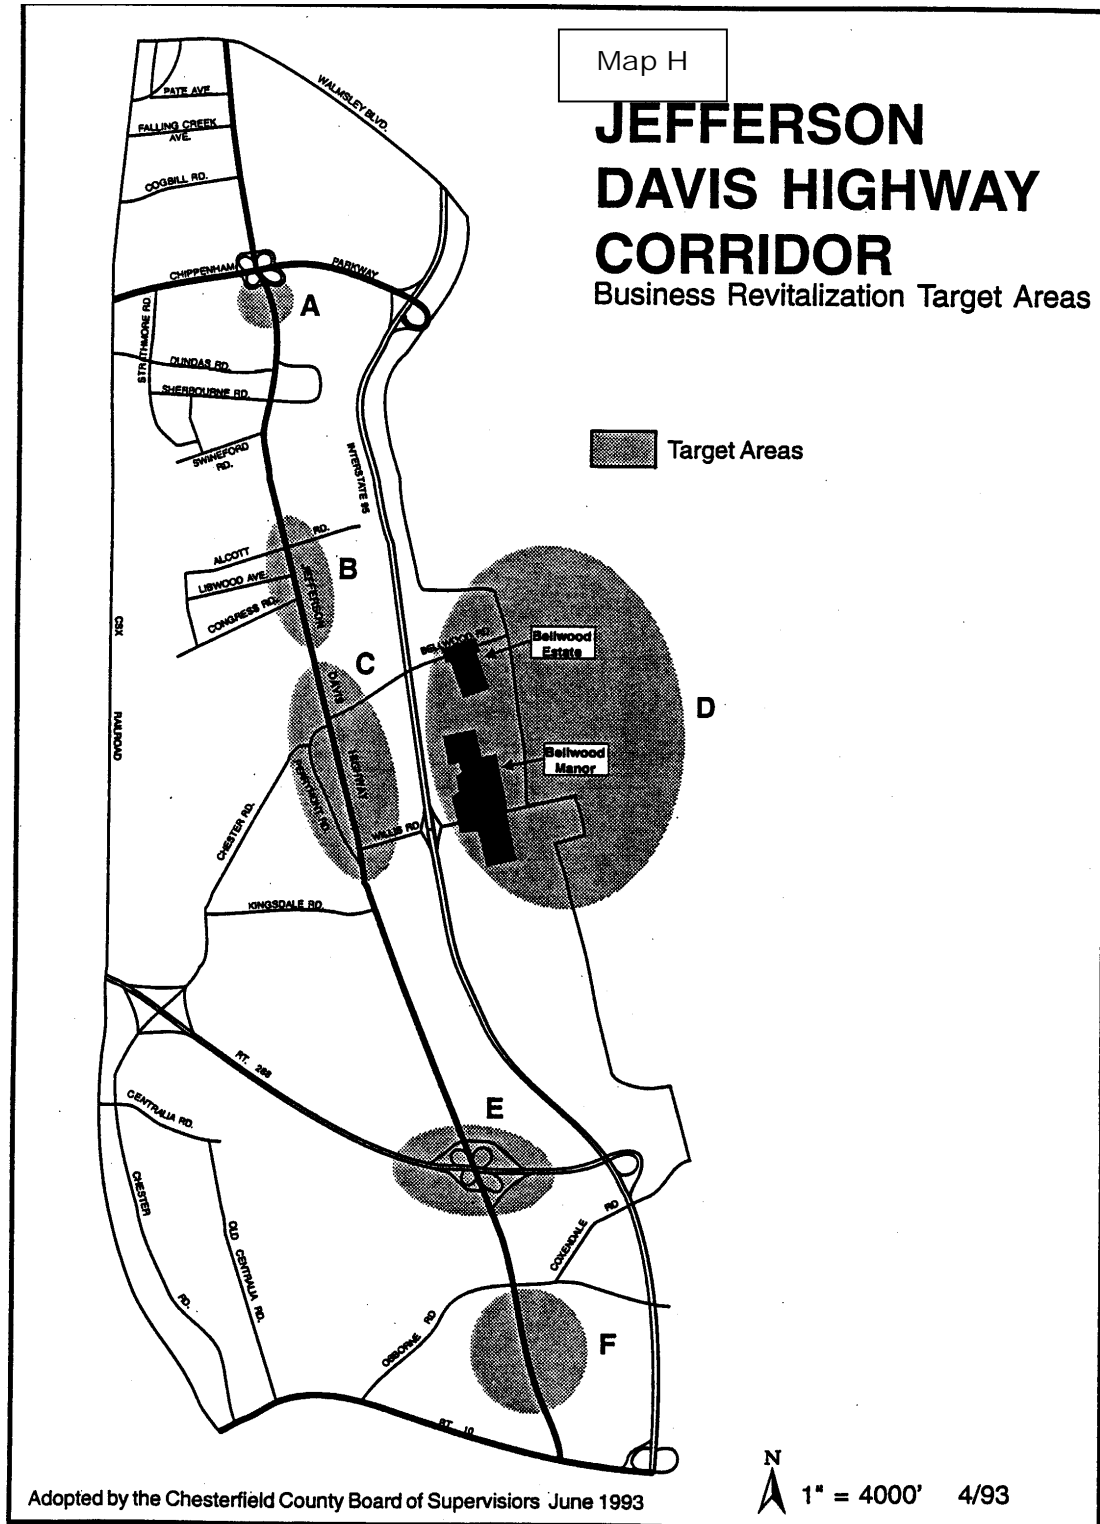 Map H
JEFFERSON
DAVIS HIGHWAY
CORRIDOR
Business Revitalization Target Areas
WALMSLEY BLVD.
PATE AVE
FALLING CREEK
AVE.
COGBILL RD.
CHIPPENHAM
PARKWAY
A
STRATHMORE RD.
DUNDAS RD.
SHERBOURNE RD.
SWINEFORD
RD.
INTERSTATE 95
Target Areas
ALCOTT
RD.
LIBWOOD AVE.
CONGRESS RD.
JEFFERSON
B
CSX
RAILROAD
C
DAVIS
HIGHWAY
BELLWOOD RD.
Bellwood
Estate
D
Bellwood
Manor
CHESTER RD.
WILLIS RD
KINGSDALE RD.
RT. 288
E
CENTRALIA RD.
CHESTER
RD.
OLD CENTRALIA RD.
COXENDALE
RD
OSBORNE RD
F
RT. 10
N
1" = 4000' 4/93
Adopted by the Chesterfield County Board of Supervisiors June 1993